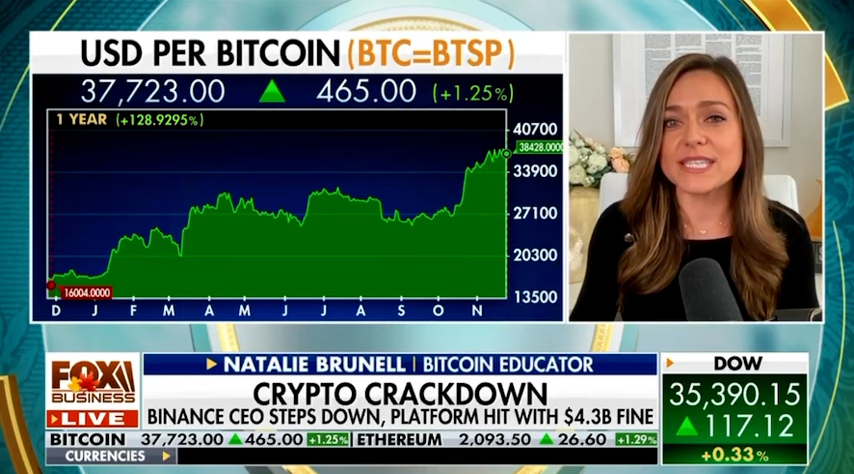 USD PER BITCOIN (BTC=BTSP)
37,723.00 ▲ 465.00 (+1.25%)
1 YEAR (+128.9295%)
40700
38428.0000
33900
27100
20300
13500
16004.0000
D J F M A M J J A S O N
NATALIE BRUNELL | BITCOIN EDUCATOR
FOX
BUSINESS
LIVE
CRYPTO CRACKDOWN
BINANCE CEO STEPS DOWN, PLATFORM HIT WITH $4.3B FINE
BITCOIN 37,723.00 ▲ 465.00 +1.25% ETHEREUM 2,093.50 ▲ 26.60 +1.29%
CURRENCIES
DOW
35,390.15
▲ 117.12
+0.33%